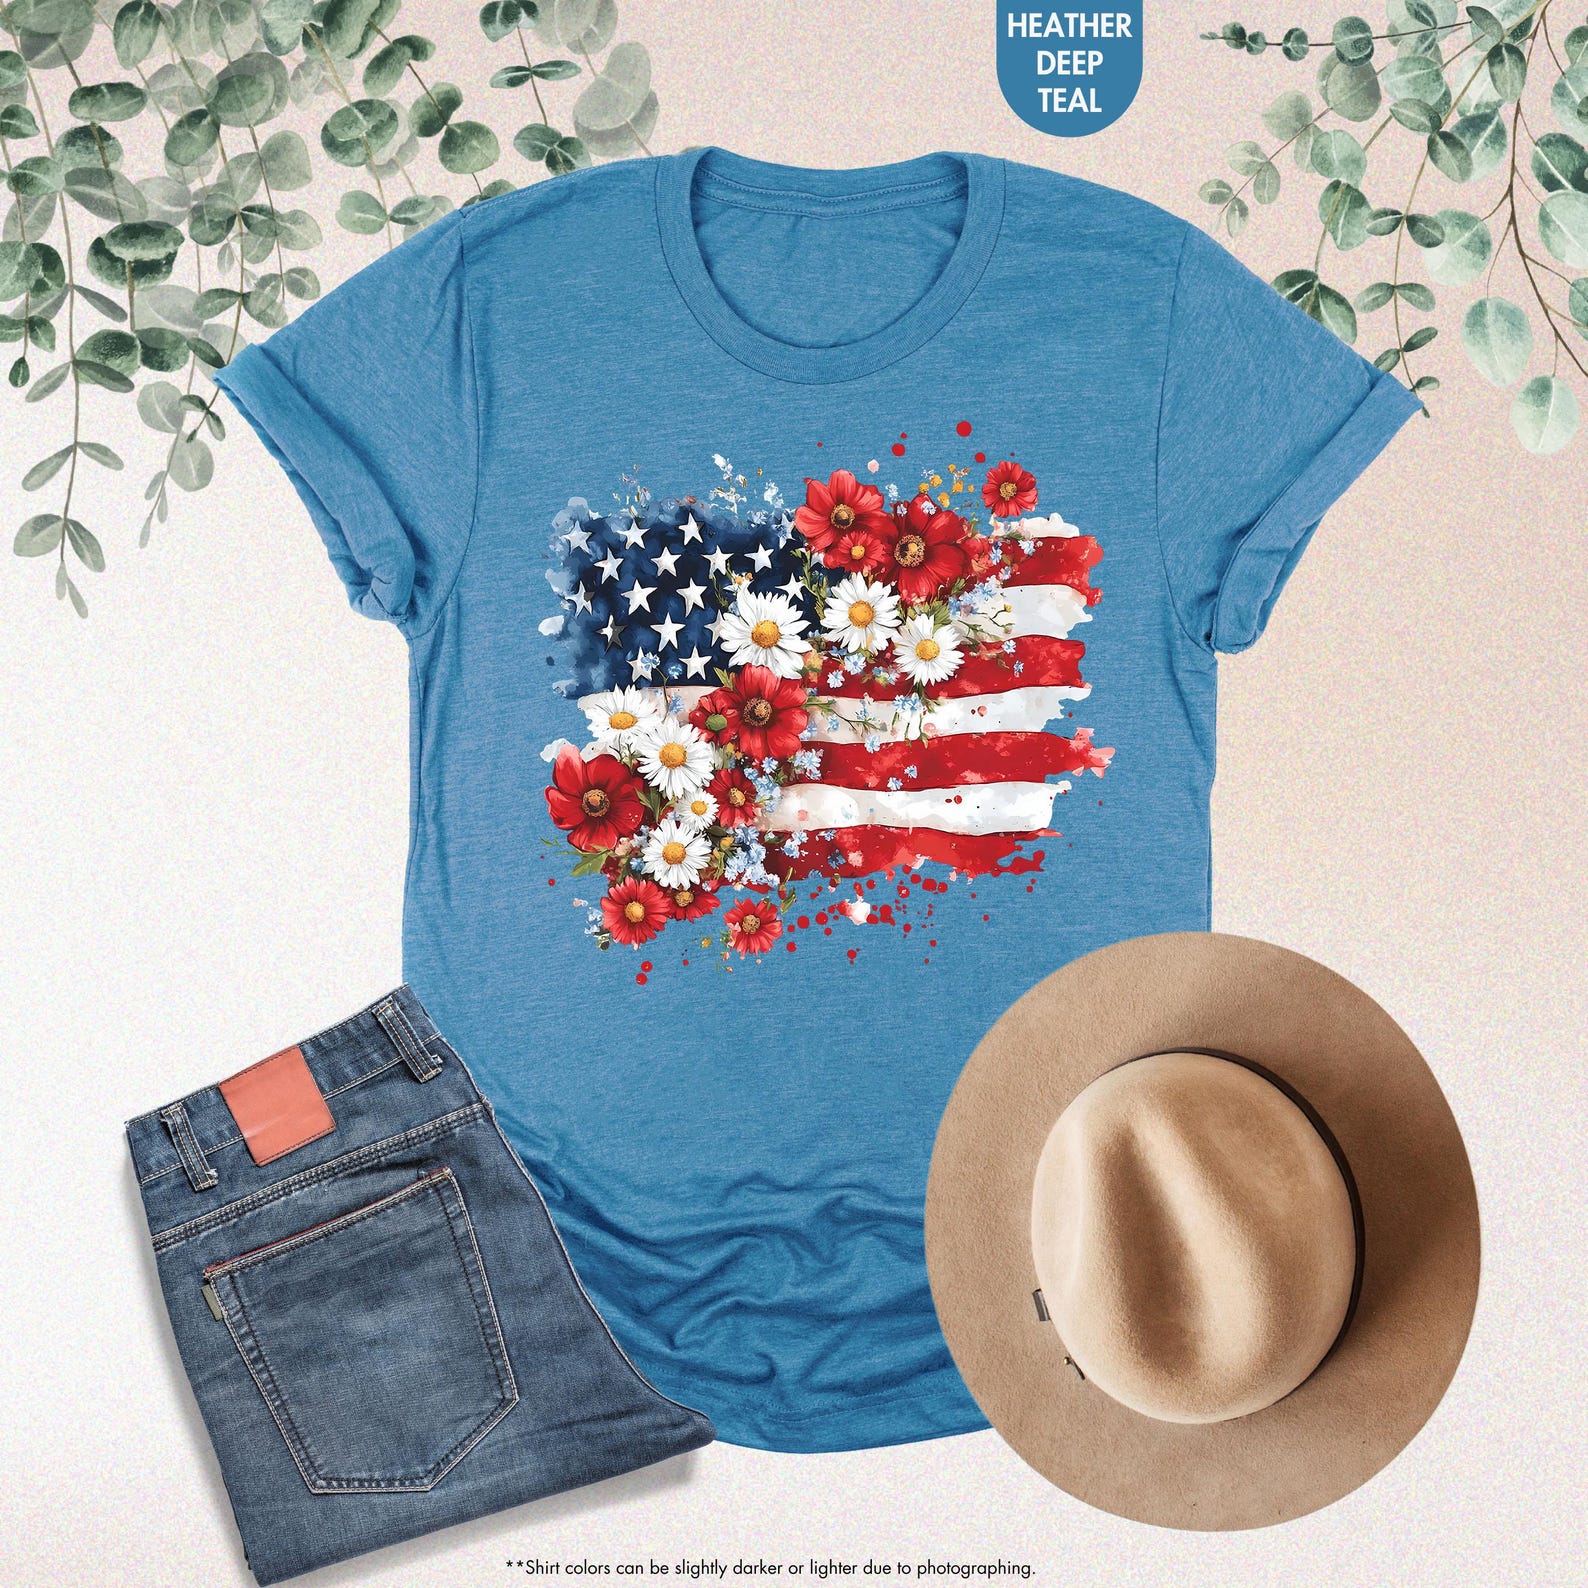 HEATHER
DEEP
TEAL
**Shirt colors can be slightly darker or lighter due to photographing.